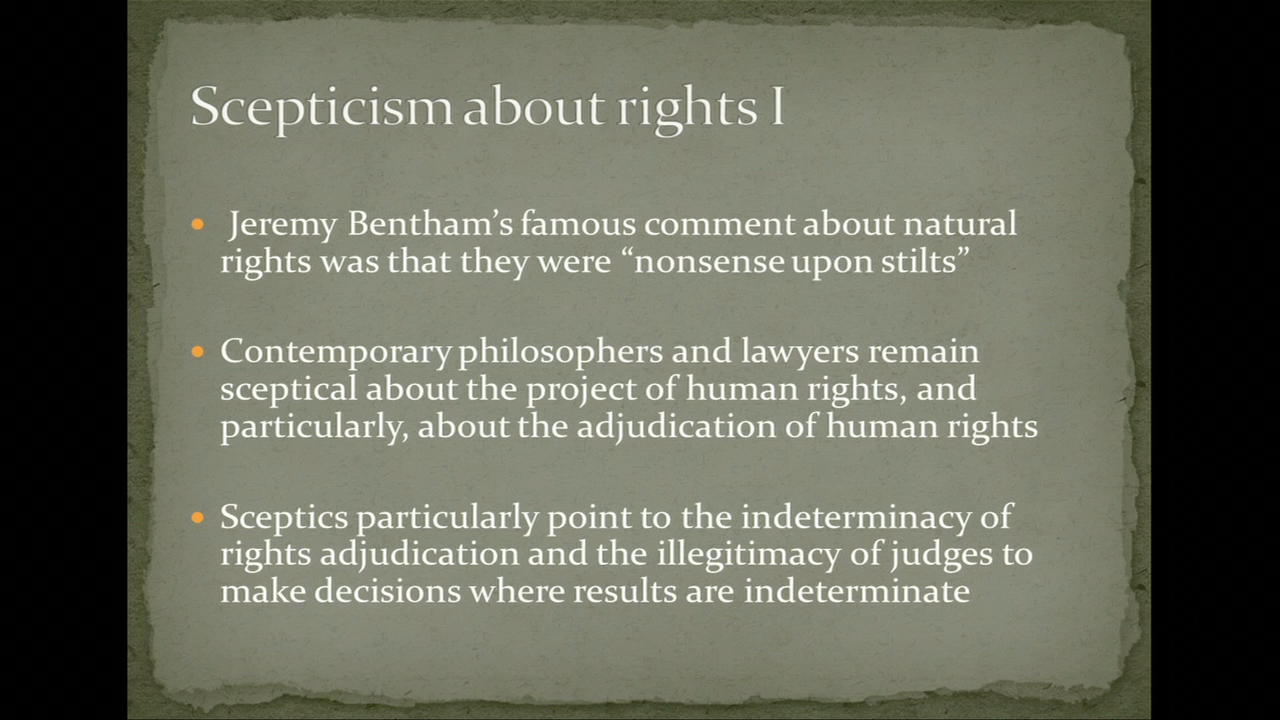 Scepticism about rights I
• Jeremy Bentham’s famous comment about natural
rights was that they were “nonsense upon stilts”
• Contemporary philosophers and lawyers remain
sceptical about the project of human rights, and
particularly, about the adjudication of human rights
• Sceptics particularly point to the indeterminacy of
rights adjudication and the illegitimacy of judges to
make decisions where results are indeterminate